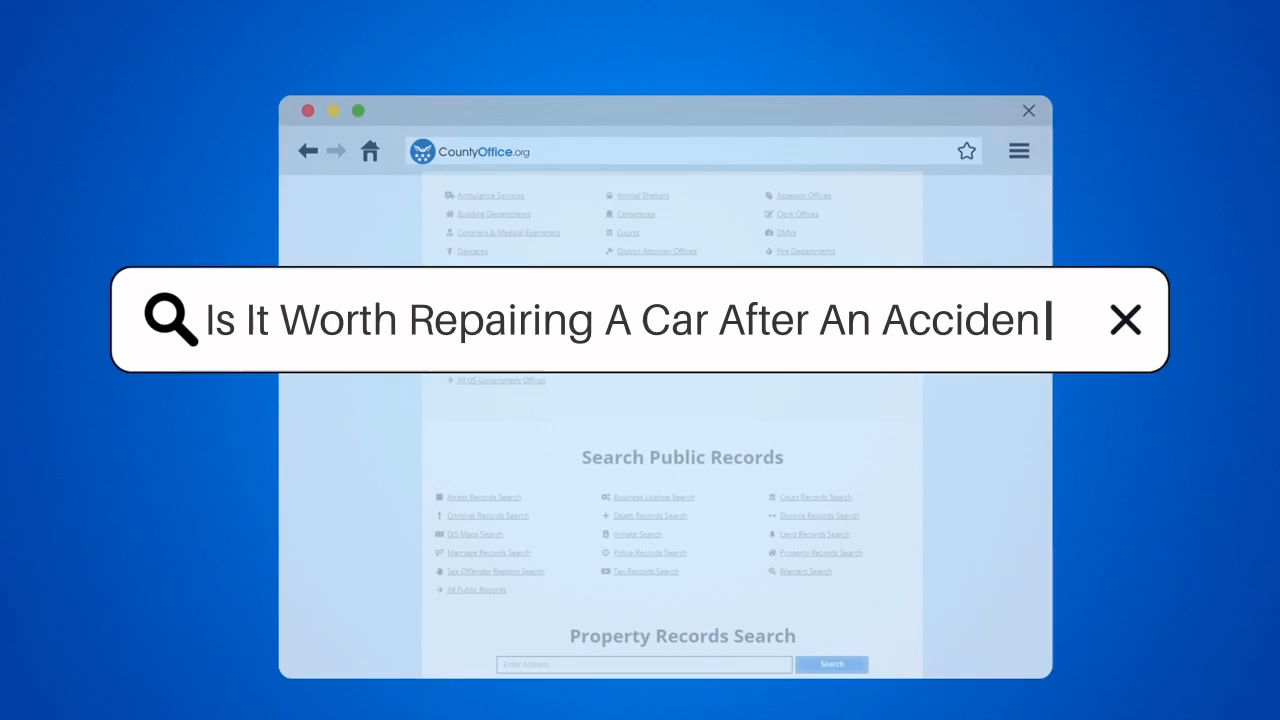 CountyOffice.org
Ambulance Services
Animal Shelters
Assessor Offices
Building Departments
Cemeteries
Clerk Offices
Coroners & Medical Examiners
Courts
DMVs
Daycares
District Attorney Offices
Fire Departments
Is It Worth Repairing A Car After An Acciden
All US Government Offices
Search Public Records
Arrest Records Search
Business License Search
Court Records Search
Criminal Records Search
Death Records Search
Divorce Records Search
GIS Maps Search
Inmate Search
Land Records Search
Marriage Records Search
Police Records Search
Property Records Search
Sex Offender Registry Search
Tax Records Search
Warrant Search
All Public Records
Property Records Search
Enter Address
Search